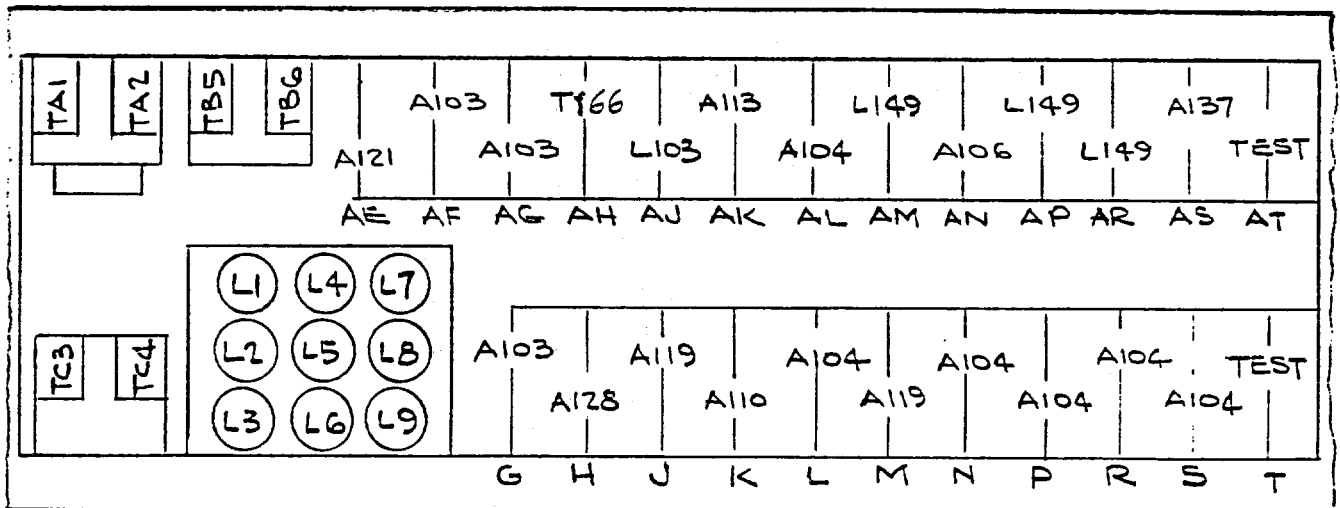 TA1 TA2 TB5 TB6 A103 TY66 A113 L149 L149 A137
A121 A103 L103 A104 A106 L149 TEST
AE AF AG AH AJ AK AL AM AN AP AR AS AT
L1 L4 L7
L2 L5 L8
L3 L6 L9
TC3 TC4
A103 A119 A104 A104 A104 TEST
A128 A110 A119 A104 A104
G H J K L M N P R S T